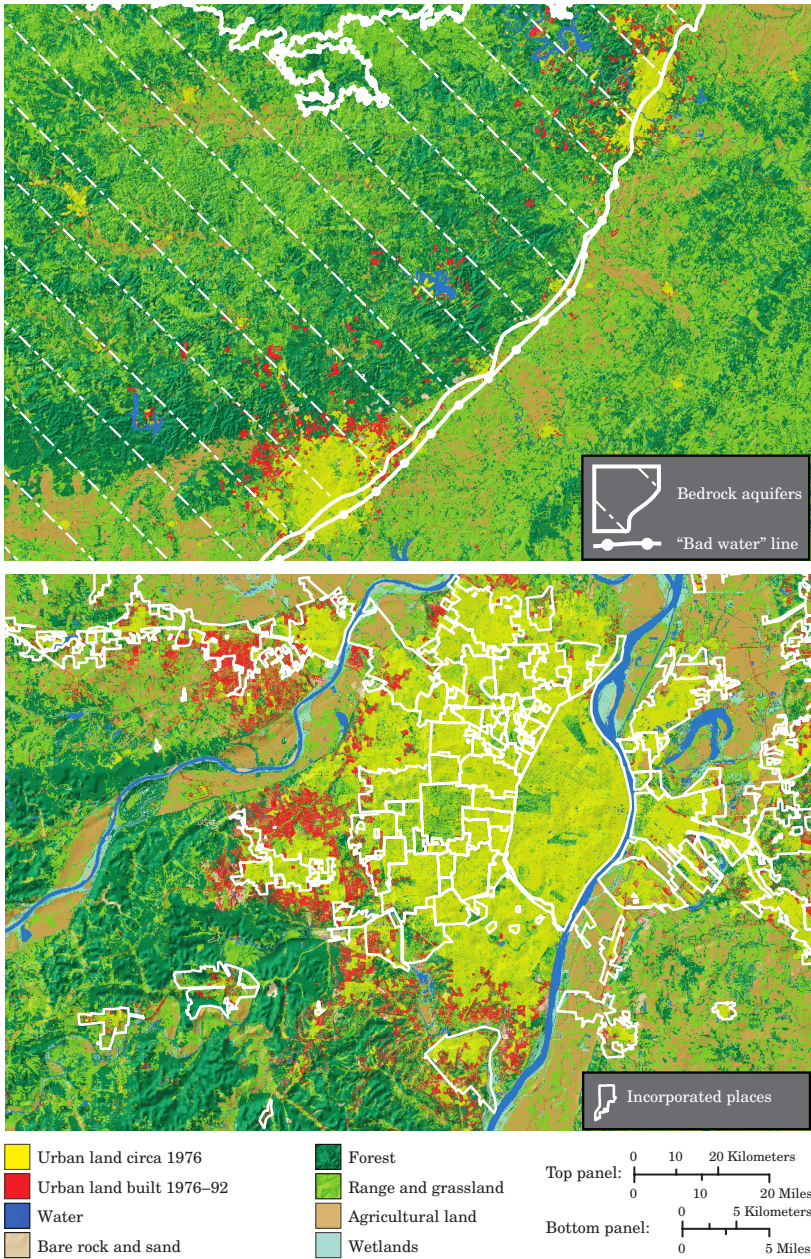 Bedrock aquifers
“Bad water” line
Incorporated places
Urban land circa 1976
Urban land built 1976–92
Water
Bare rock and sand
Forest
Range and grassland
Agricultural land
Wetlands
Top panel:
0 10 20 Kilometers
0 10 20 Miles
Bottom panel:
0 5 Kilometers
0 5 Miles